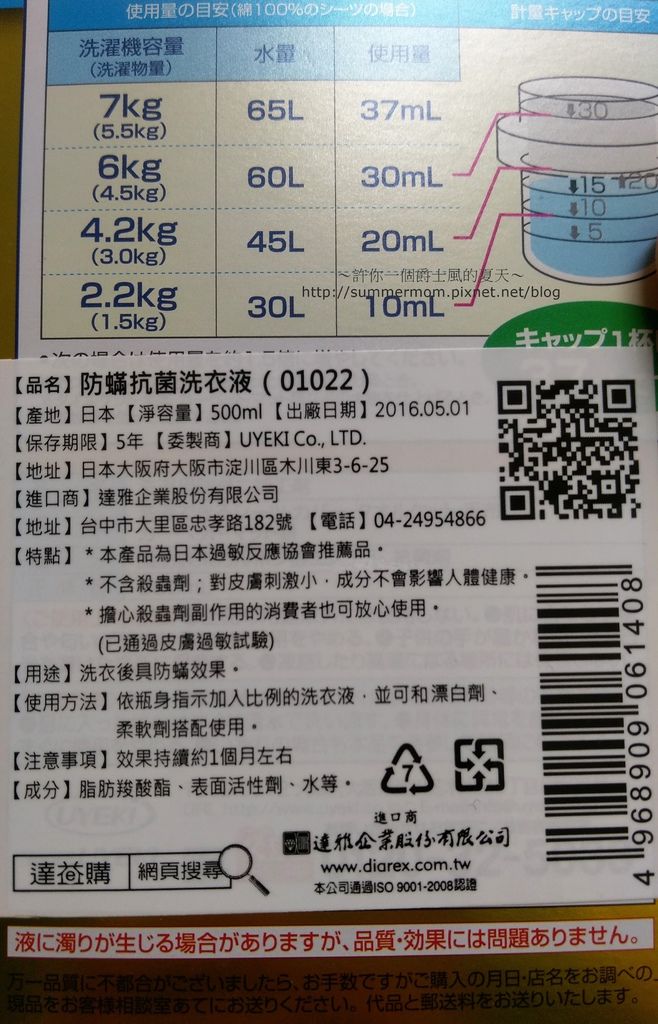 使用量の目安(綿100%のシーツの場合)
計量キャップの目安
洗濯機容量
(洗濯物量)
水量
使用量
7kg
(5.5kg)
65L
37mL
6kg
(4.5kg)
60L
30mL
4.2kg
(3.0kg)
45L
20mL
2.2kg
(1.5kg)
30L
10mL
30
15
20
10
5
～許你一個爵士風的夏天～
http://summermom.pixnet.net/blog
キャップ1杯
【品名】防蟎抗菌洗衣液（01022）
【產地】日本【淨容量】500ml【出廠日期】2016.05.01
【保存期限】5年【委製商】UYEKI Co., LTD.
【地址】日本大阪府大阪市淀川區木川東3-6-25
【進口商】達雅企業股份有限公司
【地址】台中市大里區忠孝路182號 【電話】04-24954866
【特點】* 本產品為日本過敏反應協會推薦品。
* 不含殺蟲劑；對皮膚刺激小，成分不會影響人體健康。
* 擔心殺蟲劑副作用的消費者也可放心使用。
(已通過皮膚過敏試驗)
【用途】洗衣後具防蟎效果。
【使用方法】依瓶身指示加入比例的洗衣液，並可和漂白劑、
柔軟劑搭配使用。
【注意事項】效果持續約1個月左右
【成分】脂肪羧酸酯、表面活性劑、水等。
7
4968909061408
進口商
達雅企業股份有限公司
www.diarex.com.tw
本公司通過ISO 9001-2008認證
達益購 網頁搜尋
UYEKI
液に濁りが生じる場合がありますが、品質・効果には問題ありません。
万一品質に不都合がございましたら、お手数ですがご購入の月日・店名をお調べの上
現品をお客様相談室あてにお送りください。代品と郵送料をお送りいたします。